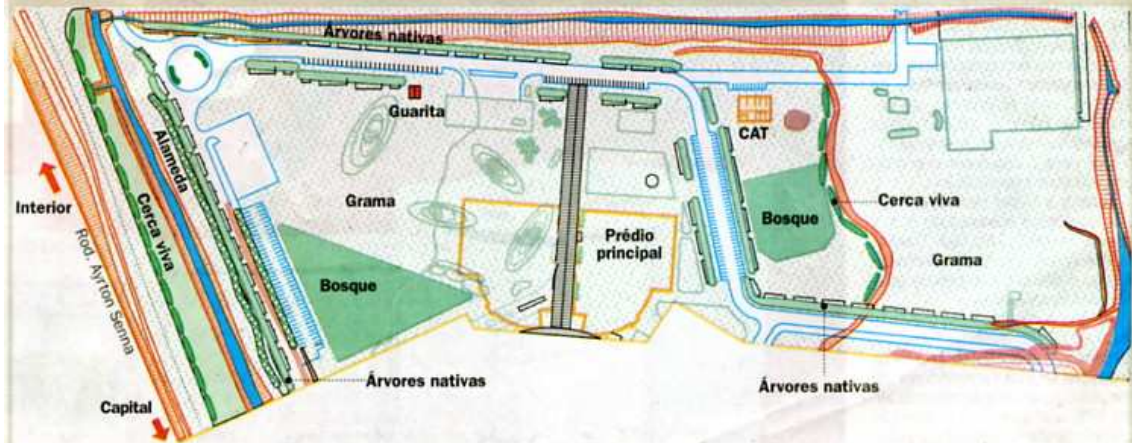 Árvores nativas
Guarita
CAT
Alameda
Interior
Cerca viva
Grama
Cerca viva
Rod. Ayrton Senna
Bosque
Prédio
principal
Bosque
Grama
Árvores nativas
Árvores nativas
Capital